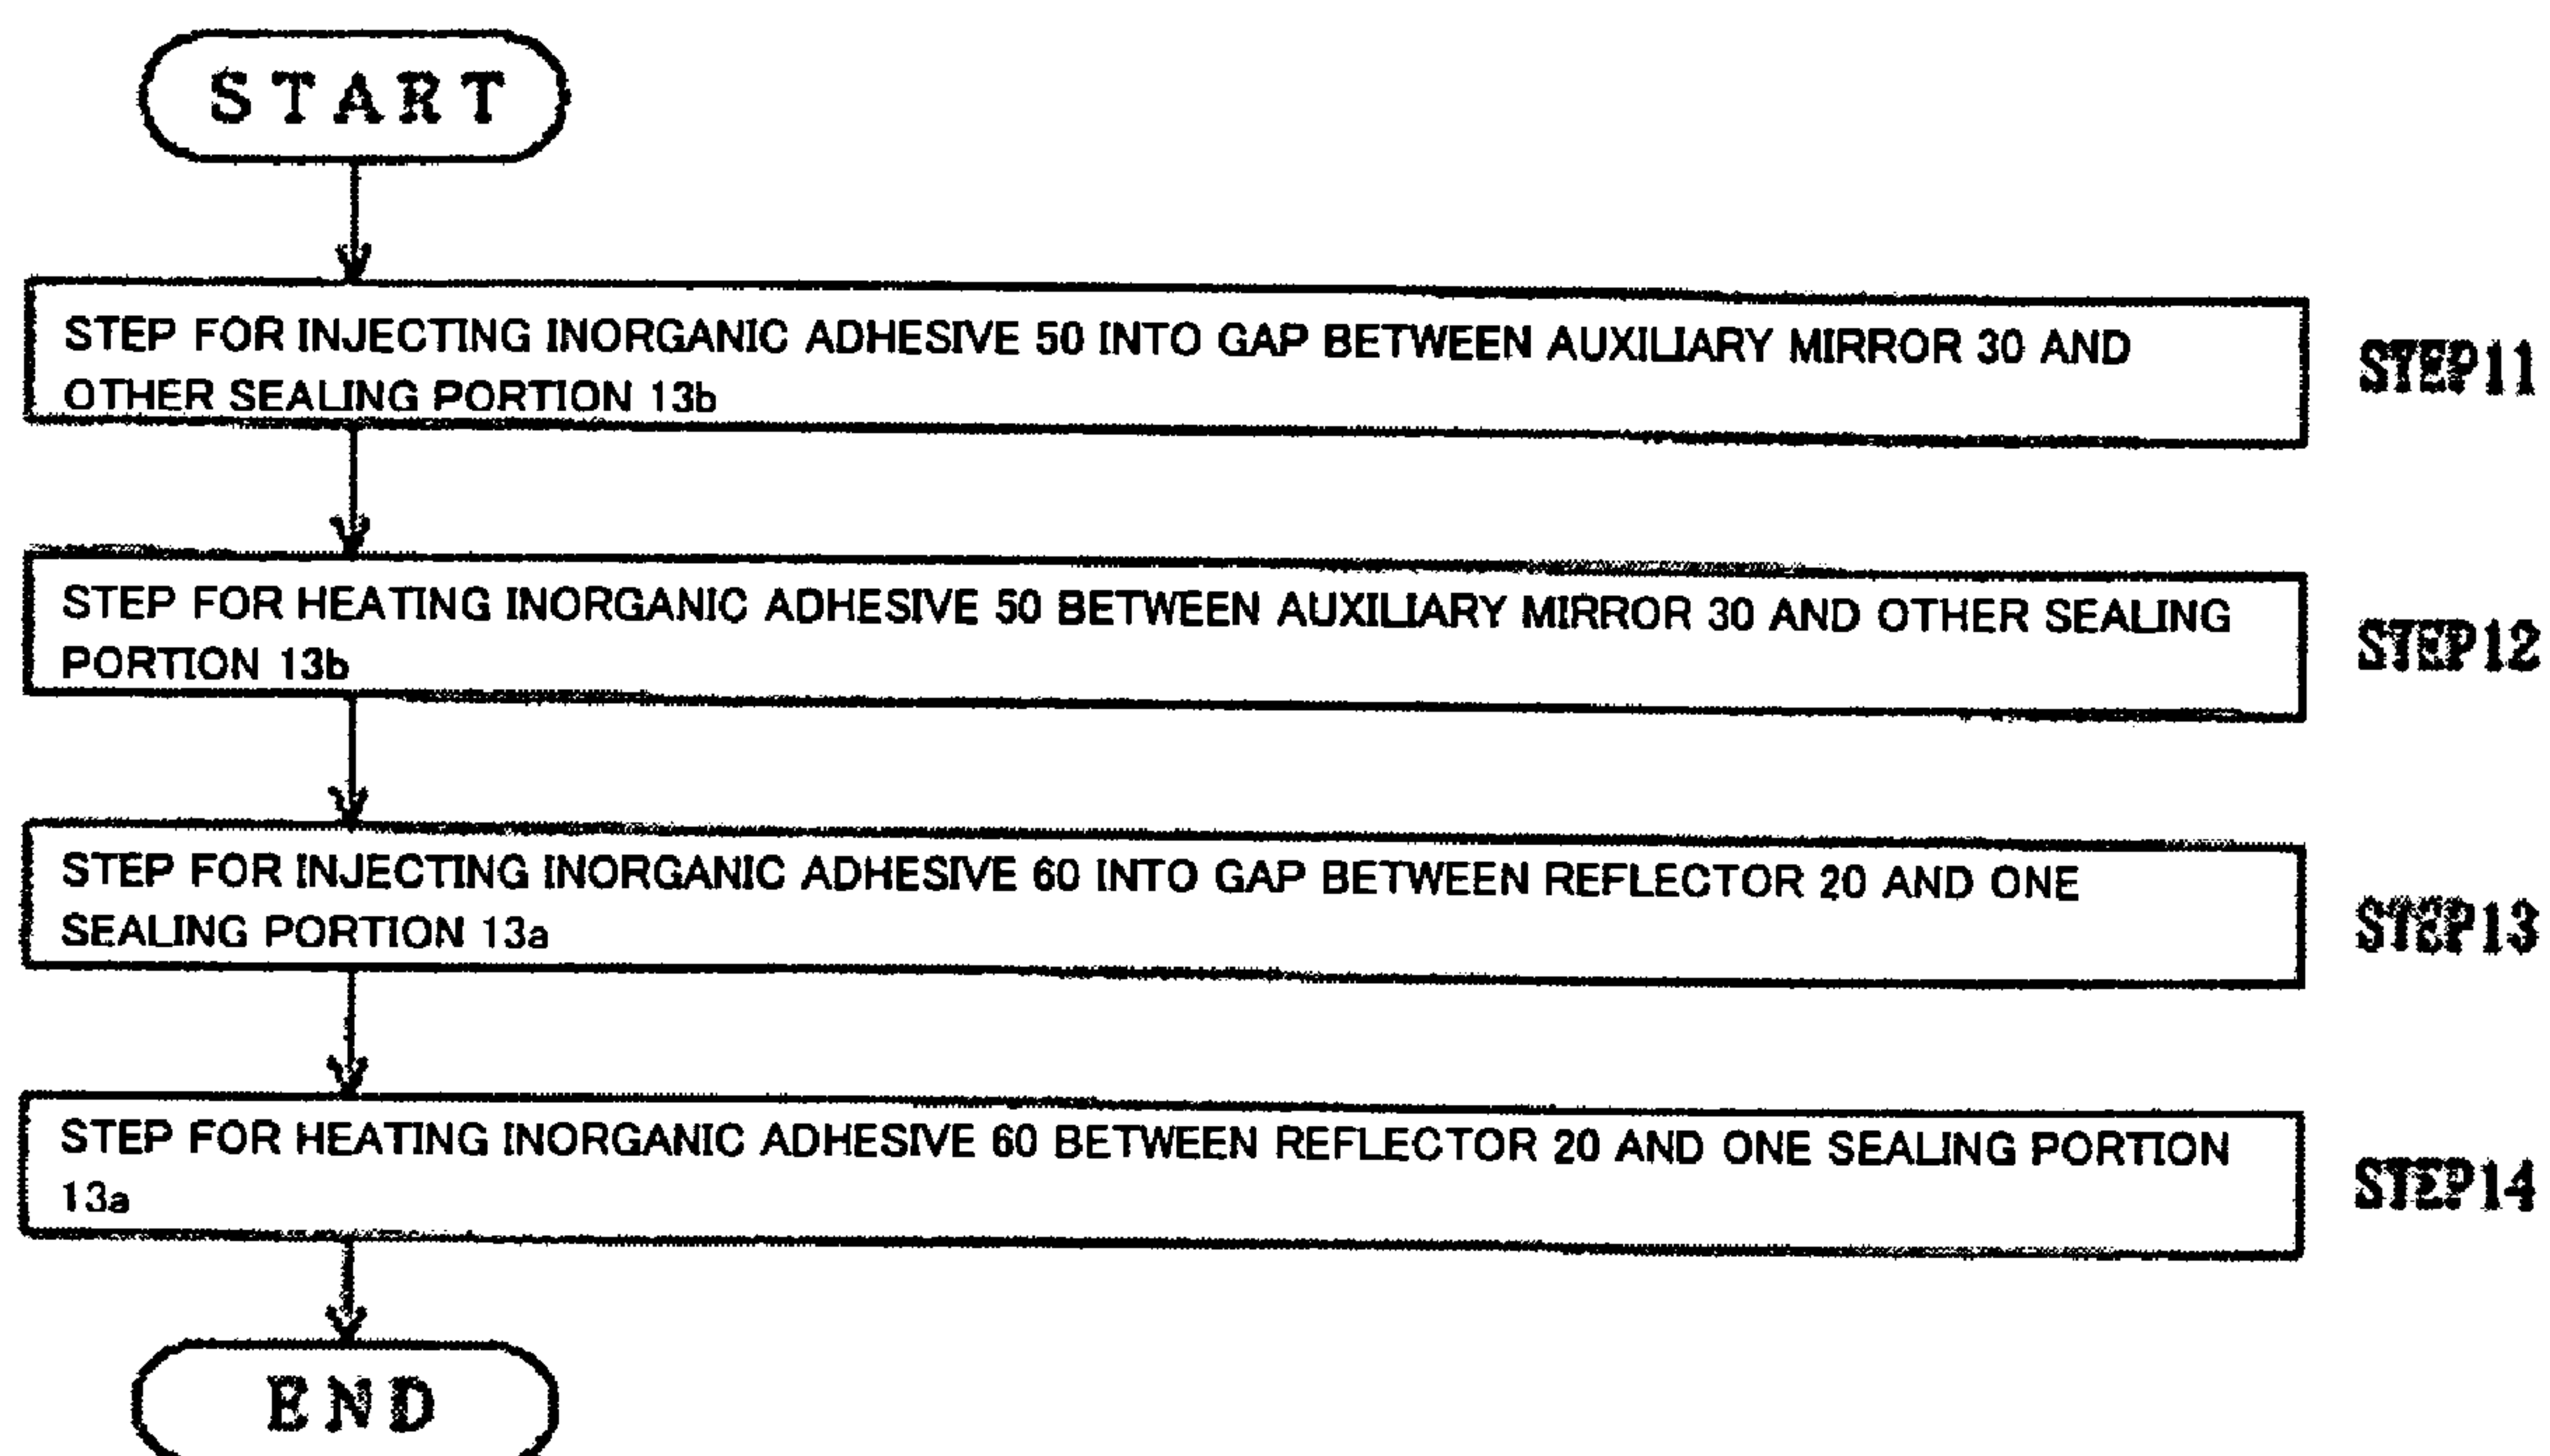 START
STEP FOR INJECTING INORGANIC ADHESIVE 50 INTO GAP BETWEEN AUXILIARY MIRROR 30 AND
OTHER SEALING PORTION 13b
STEP11
STEP FOR HEATING INORGANIC ADHESIVE 50 BETWEEN AUXILIARY MIRROR 30 AND OTHER SEALING
PORTION 13b
STEP12
STEP FOR INJECTING INORGANIC ADHESIVE 60 INTO GAP BETWEEN REFLECTOR 20 AND ONE
SEALING PORTION 13a
STEP13
STEP FOR HEATING INORGANIC ADHESIVE 60 BETWEEN REFLECTOR 20 AND ONE SEALING PORTION
13a
STEP14
END